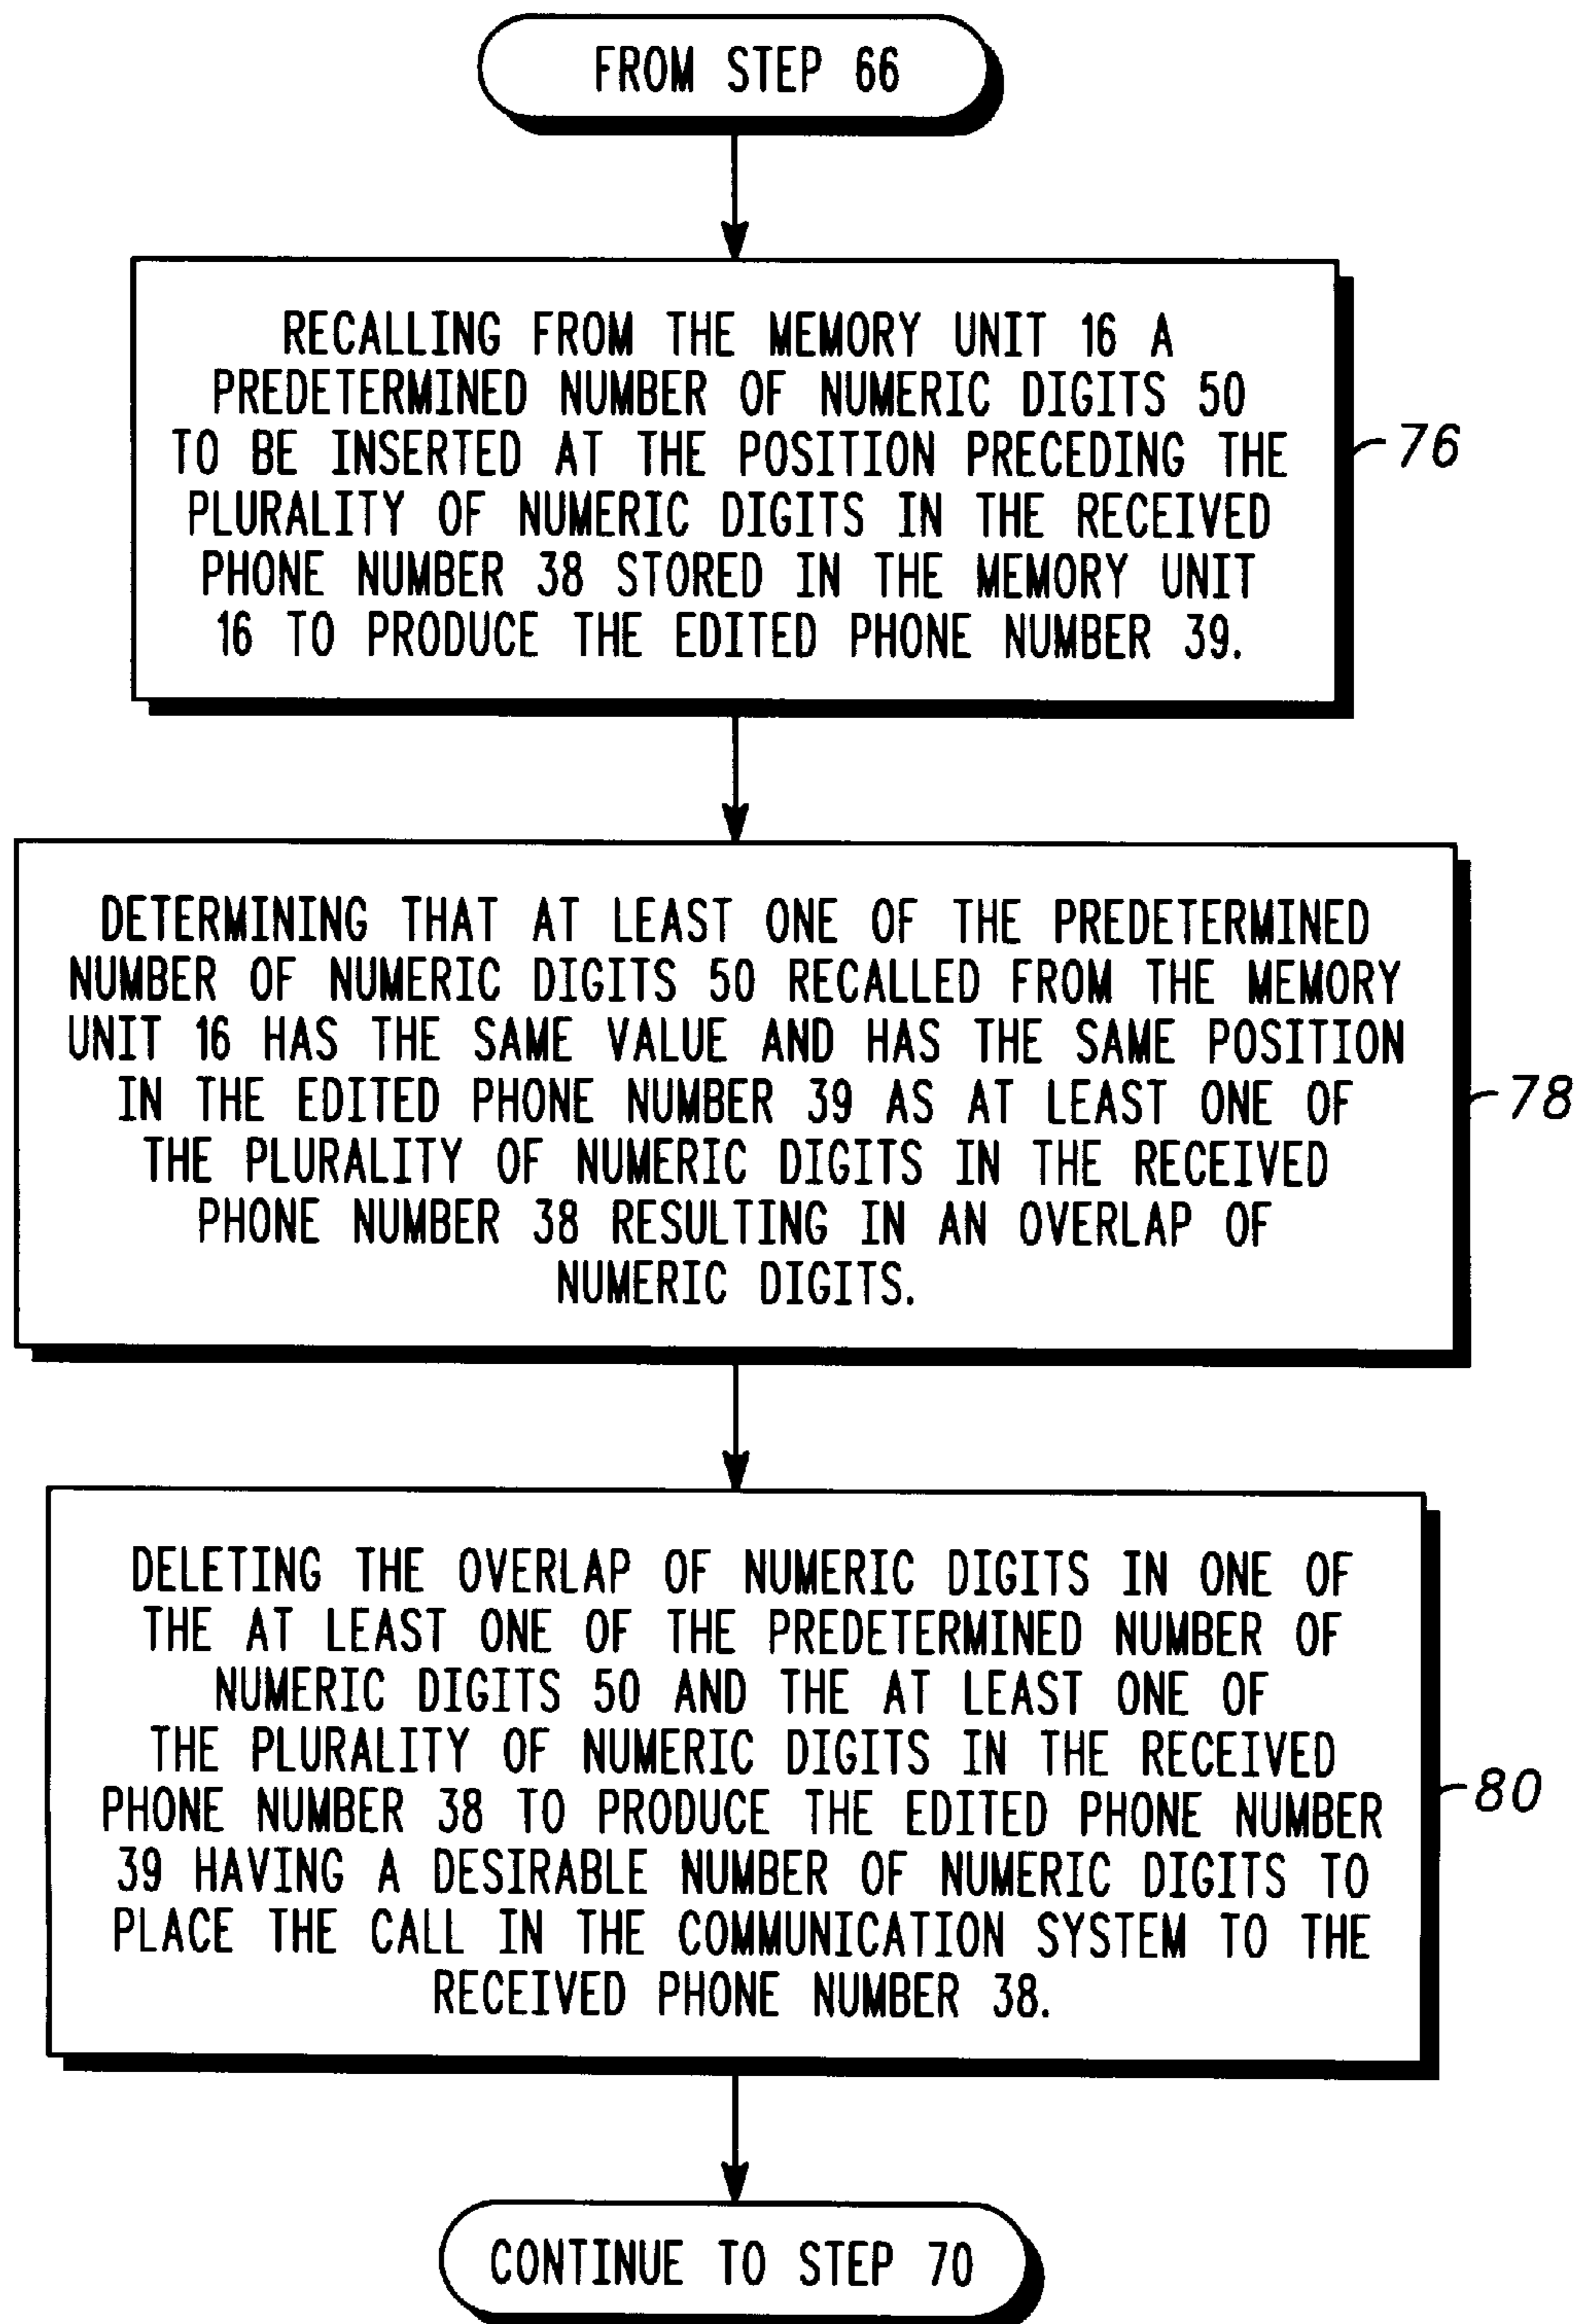 FROM STEP 66
RECALLING FROM THE MEMORY UNIT 16 A
PREDETERMINED NUMBER OF NUMERIC DIGITS 50
TO BE INSERTED AT THE POSITION PRECEDING THE
PLURALITY OF NUMERIC DIGITS IN THE RECEIVED
PHONE NUMBER 38 STORED IN THE MEMORY UNIT
16 TO PRODUCE THE EDITED PHONE NUMBER 39.
76
DETERMINING THAT AT LEAST ONE OF THE PREDETERMINED
NUMBER OF NUMERIC DIGITS 50 RECALLED FROM THE MEMORY
UNIT 16 HAS THE SAME VALUE AND HAS THE SAME POSITION
IN THE EDITED PHONE NUMBER 39 AS AT LEAST ONE OF
THE PLURALITY OF NUMERIC DIGITS IN THE RECEIVED
PHONE NUMBER 38 RESULTING IN AN OVERLAP OF
NUMERIC DIGITS.
78
DELETING THE OVERLAP OF NUMERIC DIGITS IN ONE OF
THE AT LEAST ONE OF THE PREDETERMINED NUMBER OF
NUMERIC DIGITS 50 AND THE AT LEAST ONE OF
THE PLURALITY OF NUMERIC DIGITS IN THE RECEIVED
PHONE NUMBER 38 TO PRODUCE THE EDITED PHONE NUMBER
39 HAVING A DESIRABLE NUMBER OF NUMERIC DIGITS TO
PLACE THE CALL IN THE COMMUNICATION SYSTEM TO THE
RECEIVED PHONE NUMBER 38.
80
CONTINUE TO STEP 70